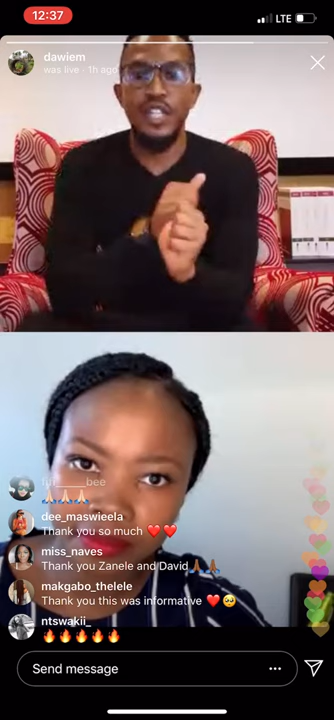 12:37
LTE
dawiem
was live · 1h ago
dee_maswieela
Thank you so much ❤️❤️
miss_naves
Thank you Zanele and David🙏🏾🙏🏾
makgabo_thelele
Thank you this was informative ❤️🥺
ntswakii_
🔥🔥🔥🔥🔥
Send message